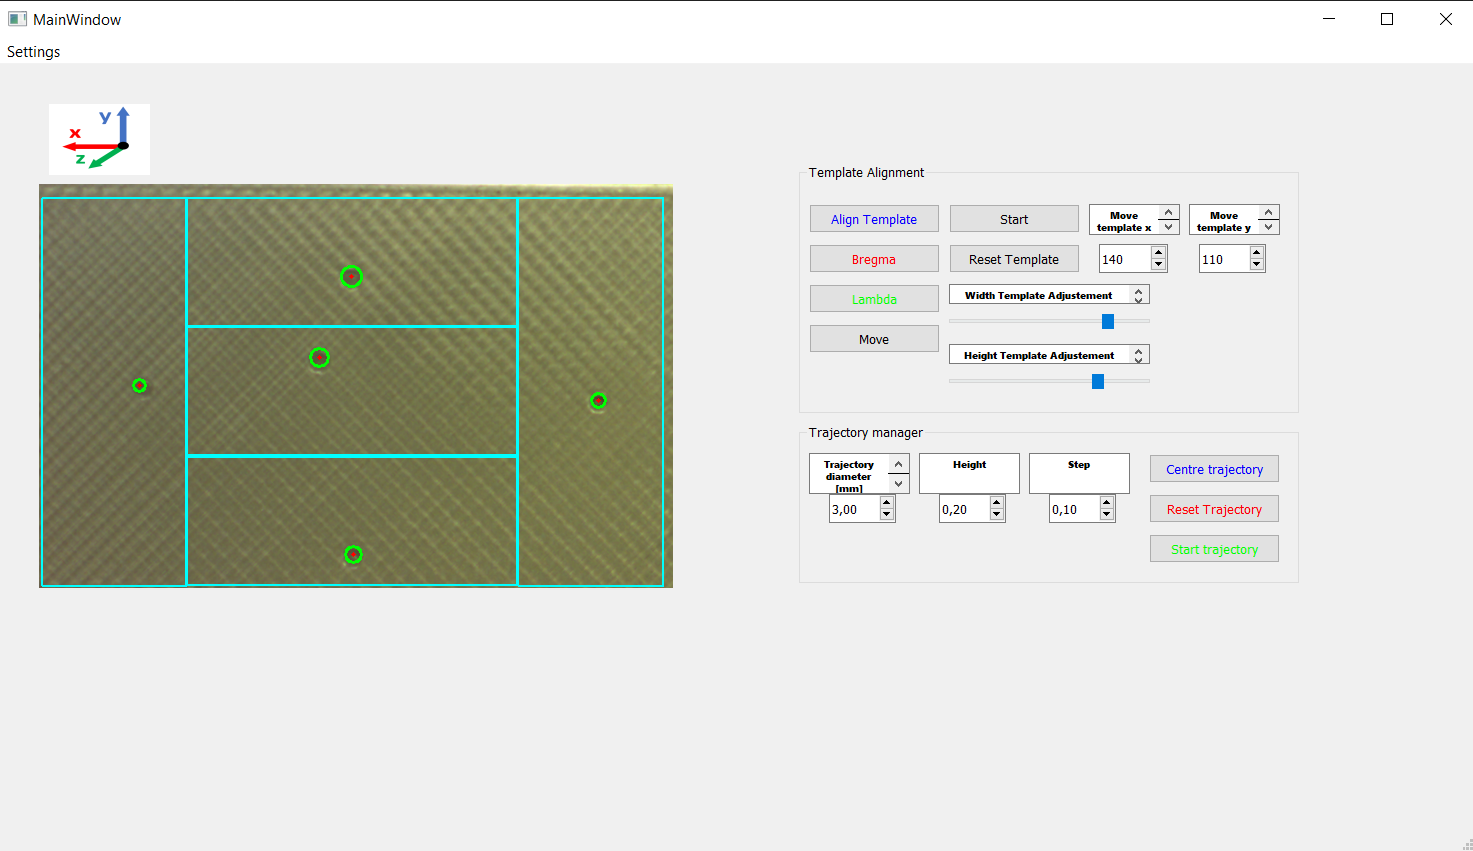 MainWindow
Settings
y
x
z
Template Alignment
Align Template
Start
Move
template x
Move
template y
Bregma
Reset Template
140
110
Lambda
Width Template Adjustement
Move
Height Template Adjustement
Trajectory manager
Trajectory
diameter
[mm]
Height
Step
Centre trajectory
3,00
0,20
0,10
Reset Trajectory
Start trajectory